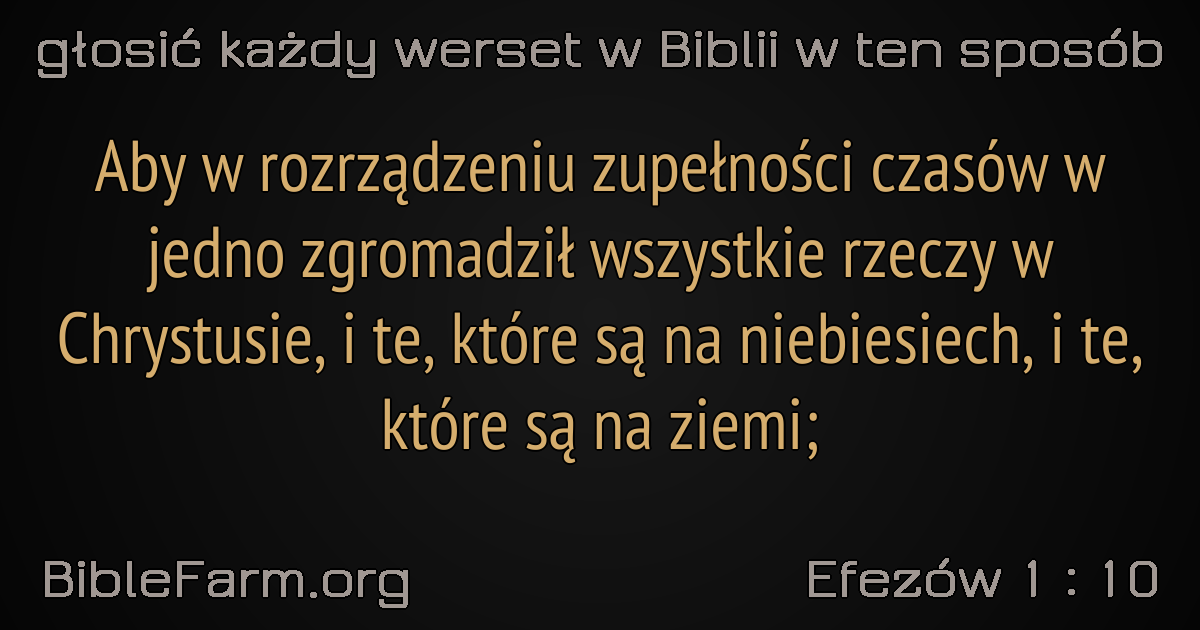 głosić każdy werset w Biblii w ten sposób
Aby w rozrządzeniu zupełności czasów w
jedno zgromadził wszystkie rzeczy w
Chrystusie, i te, które są na niebiesiech, i te,
które są na ziemi;
BibleFarm.org
Efezów 1 : 10